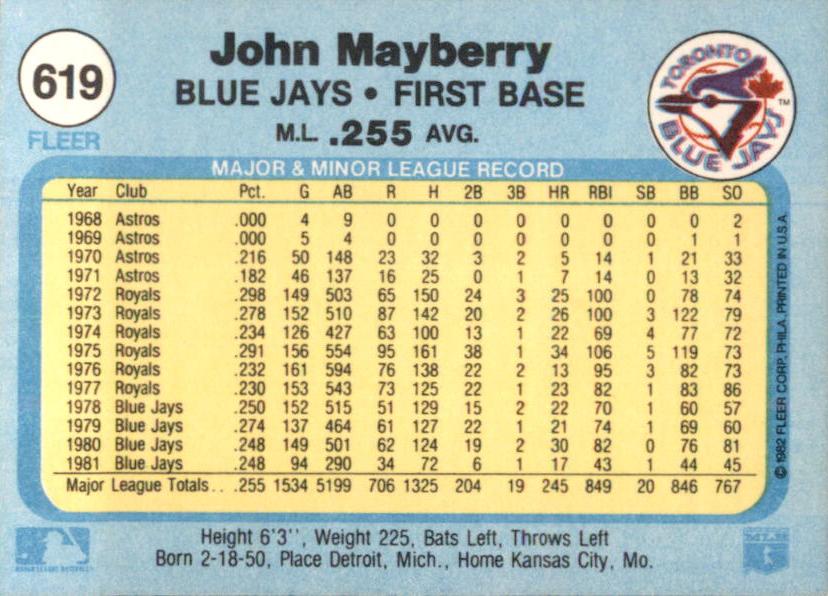 619
FLEER
John Mayberry
BLUE JAYS • FIRST BASE
M.L. .255 AVG.
TORONTO
BLUE JAYS
TM
MAJOR & MINOR LEAGUE RECORD
Year Club Pct. G AB R H 2B 3B HR RBI SB BB SO
1968 Astros .000 4 9 0 0 0 0 0 0 0 0 2
1969 Astros .000 5 4 0 0 0 0 0 0 0 1 1
1970 Astros .216 50 148 23 32 3 2 5 14 1 21 33
1971 Astros .182 46 137 16 25 0 1 7 14 0 13 32
1972 Royals .298 149 503 65 150 24 3 25 100 0 78 74
1973 Royals .278 152 510 87 142 20 2 26 100 3 122 79
1974 Royals .234 126 427 63 100 13 1 22 69 4 77 72
1975 Royals .291 156 554 95 161 38 1 34 106 5 119 73
1976 Royals .232 161 594 76 138 22 2 13 95 3 82 73
1977 Royals .230 153 543 73 125 22 1 23 82 1 83 86
1978 Blue Jays .250 152 515 51 129 15 2 22 70 1 60 57
1979 Blue Jays .274 137 464 61 127 22 1 21 74 1 69 60
1980 Blue Jays .248 149 501 62 124 19 2 30 82 0 76 81
1981 Blue Jays .248 94 290 34 72 6 1 17 43 1 44 45
Major League Totals . . .255 1534 5199 706 1325 204 19 245 849 20 846 767
© 1982 FLEER CORP. PHILA. PRINTED IN U.S.A.
Height 6'3'', Weight 225, Bats Left, Throws Left
Born 2-18-50, Place Detroit, Mich., Home Kansas City, Mo.